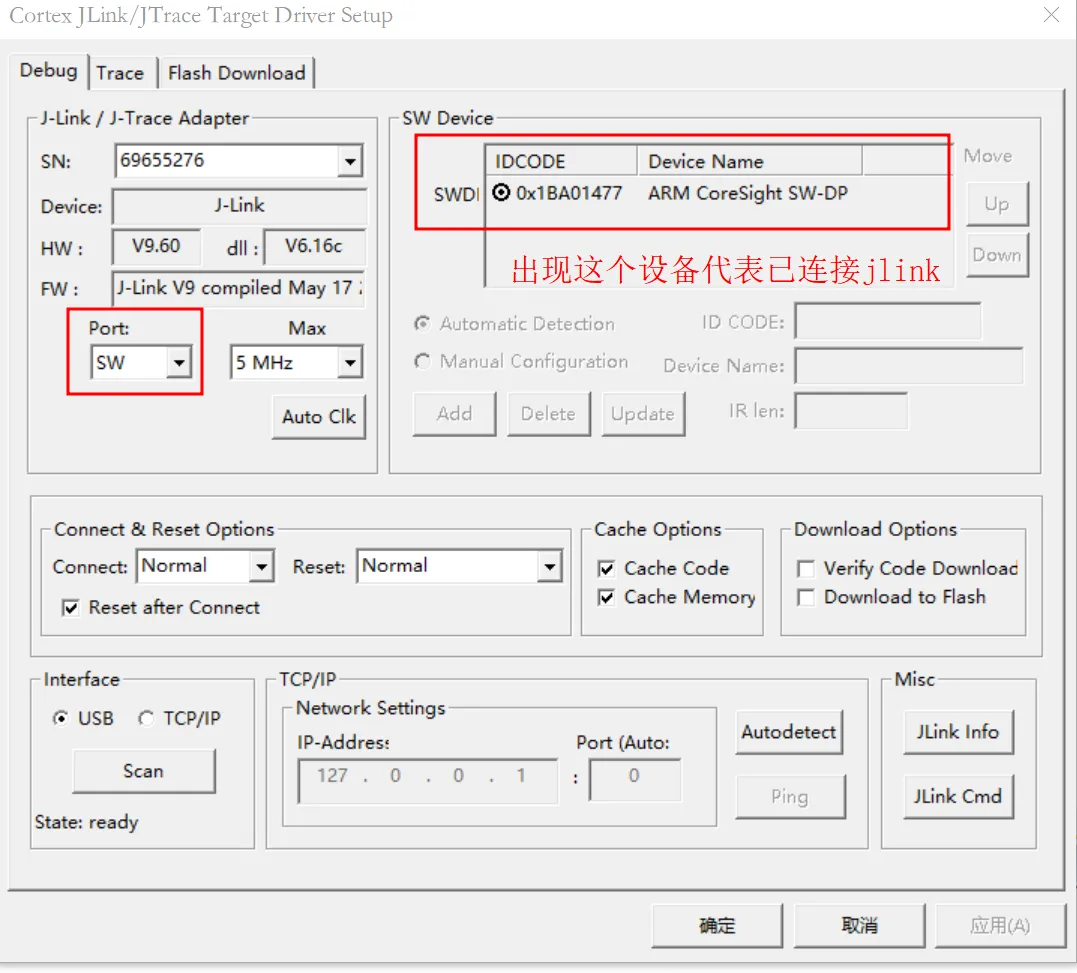 Cortex JLink/JTrace Target Driver Setup
Debug Trace Flash Download
J-Link / J-Trace Adapter
SN: 69655276
Device: J-Link
HW : V9.60 dll : V6.16c
FW : J-Link V9 compiled May 17
Port: Max
SW 5 MHz
Auto Clk
SW Device
IDCODE Device Name
SWDI 0x1BA01477 ARM CoreSight SW-DP
出现这个设备代表已连接jlink
Move
Up
Down
Automatic Detection ID CODE:
Manual Configuration Device Name:
Add Delete Update IR len:
Connect & Reset Options
Connect: Normal Reset: Normal
Reset after Connect
Cache Options
Cache Code
Cache Memory
Download Options
Verify Code Download
Download to Flash
Interface
USB TCP/IP
Scan
State: ready
TCP/IP
Network Settings
IP-Address Port (Auto:
127 . 0 . 0 . 1 : 0
Autodetect
Ping
Misc
JLink Info
JLink Cmd
确定 取消 应用(A)